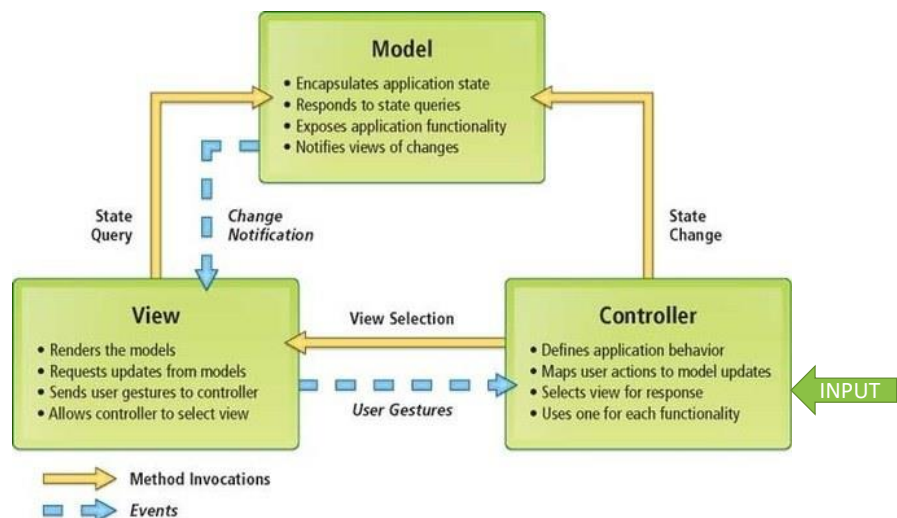 Model
• Encapsulates application state
• Responds to state queries
• Exposes application functionality
• Notifies views of changes
State
Query
Change
Notification
State
Change
View
• Renders the models
• Requests updates from models
• Sends user gestures to controller
• Allows controller to select view
View Selection
User Gestures
Controller
• Defines application behavior
• Maps user actions to model updates
• Selects view for response
• Uses one for each functionality
INPUT
Method Invocations
Events